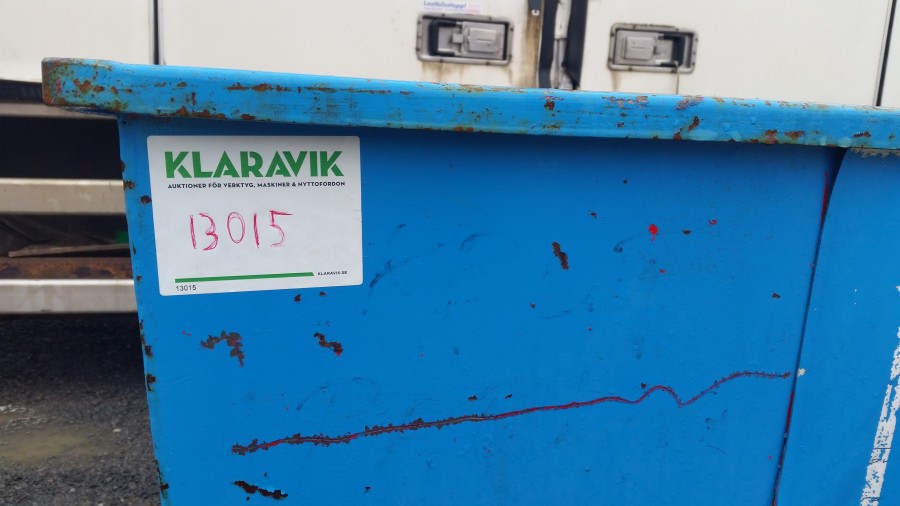 KLARAVIK
AUKTIONER FÖR VERKTYG, MASKINER & NYTTOFORDON
13015
KLARAVIK.SE
13015